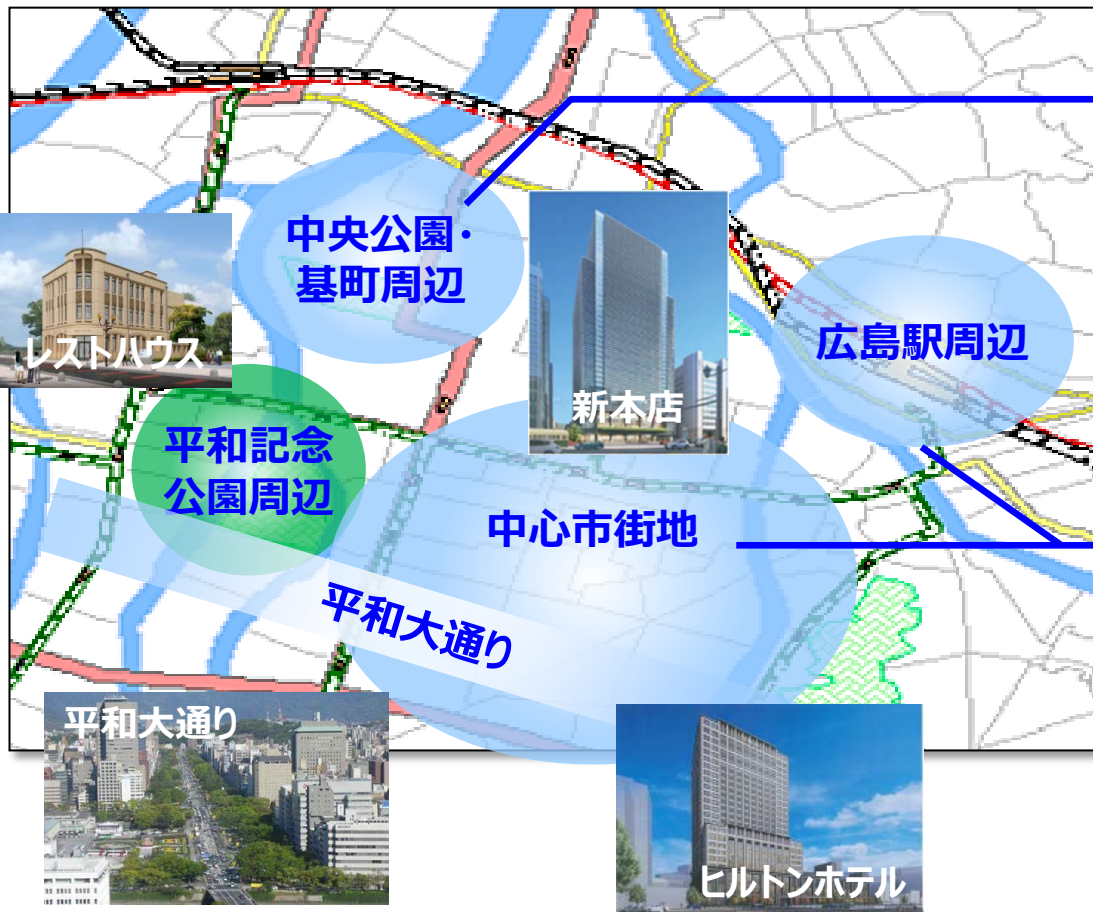 中央公園・
基町周辺
レストハウス
新本店
広島駅周辺
平和記念
公園周辺
中心市街地
平和大通り
平和大通り
ヒルトンホテル